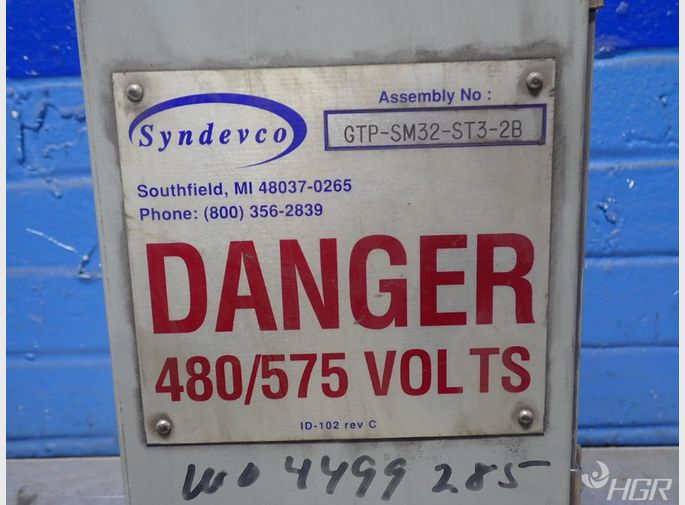 Syndevco
Assembly No :
GTP-SM32-ST3-2B
Southfield, MI 48037-0265
Phone: (800) 356-2839
DANGER
480/575 VOLTS
ID-102 rev C
WO 4499 285
HGR